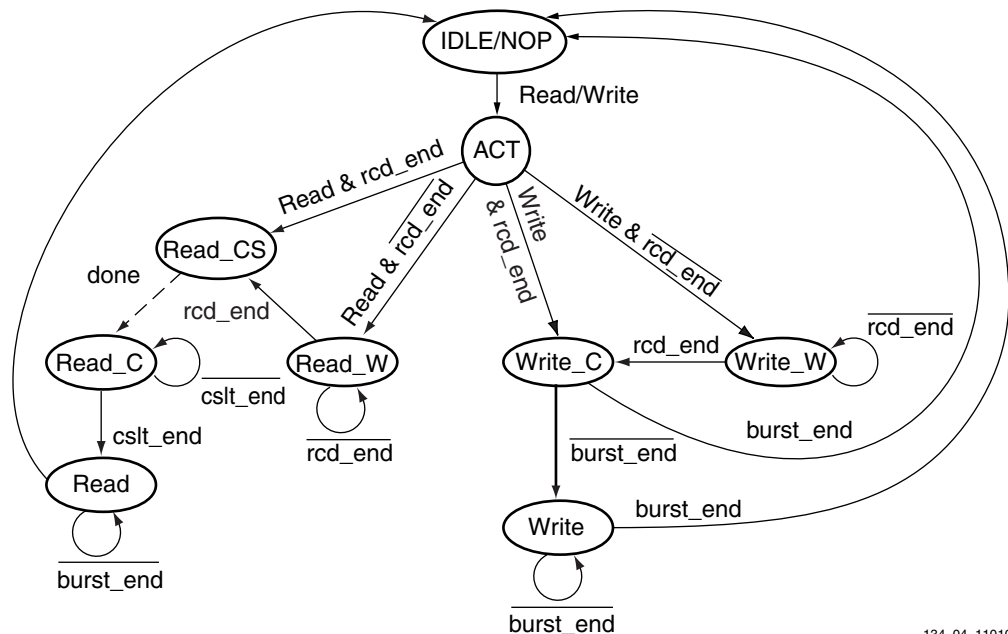 IDLE/NOP
Read/Write
ACT
Read & rcd_end
Read & rcd_end
Write
& rcd_end
Write & rcd_end
Read_CS
done
rcd_end
Read_C
cslt_end
Read_W
rcd_end
Write_C
rcd_end
Write_W
rcd_end
cslt_end
burst_end
burst_end
Read
burst_end
Write
burst_end
burst_end